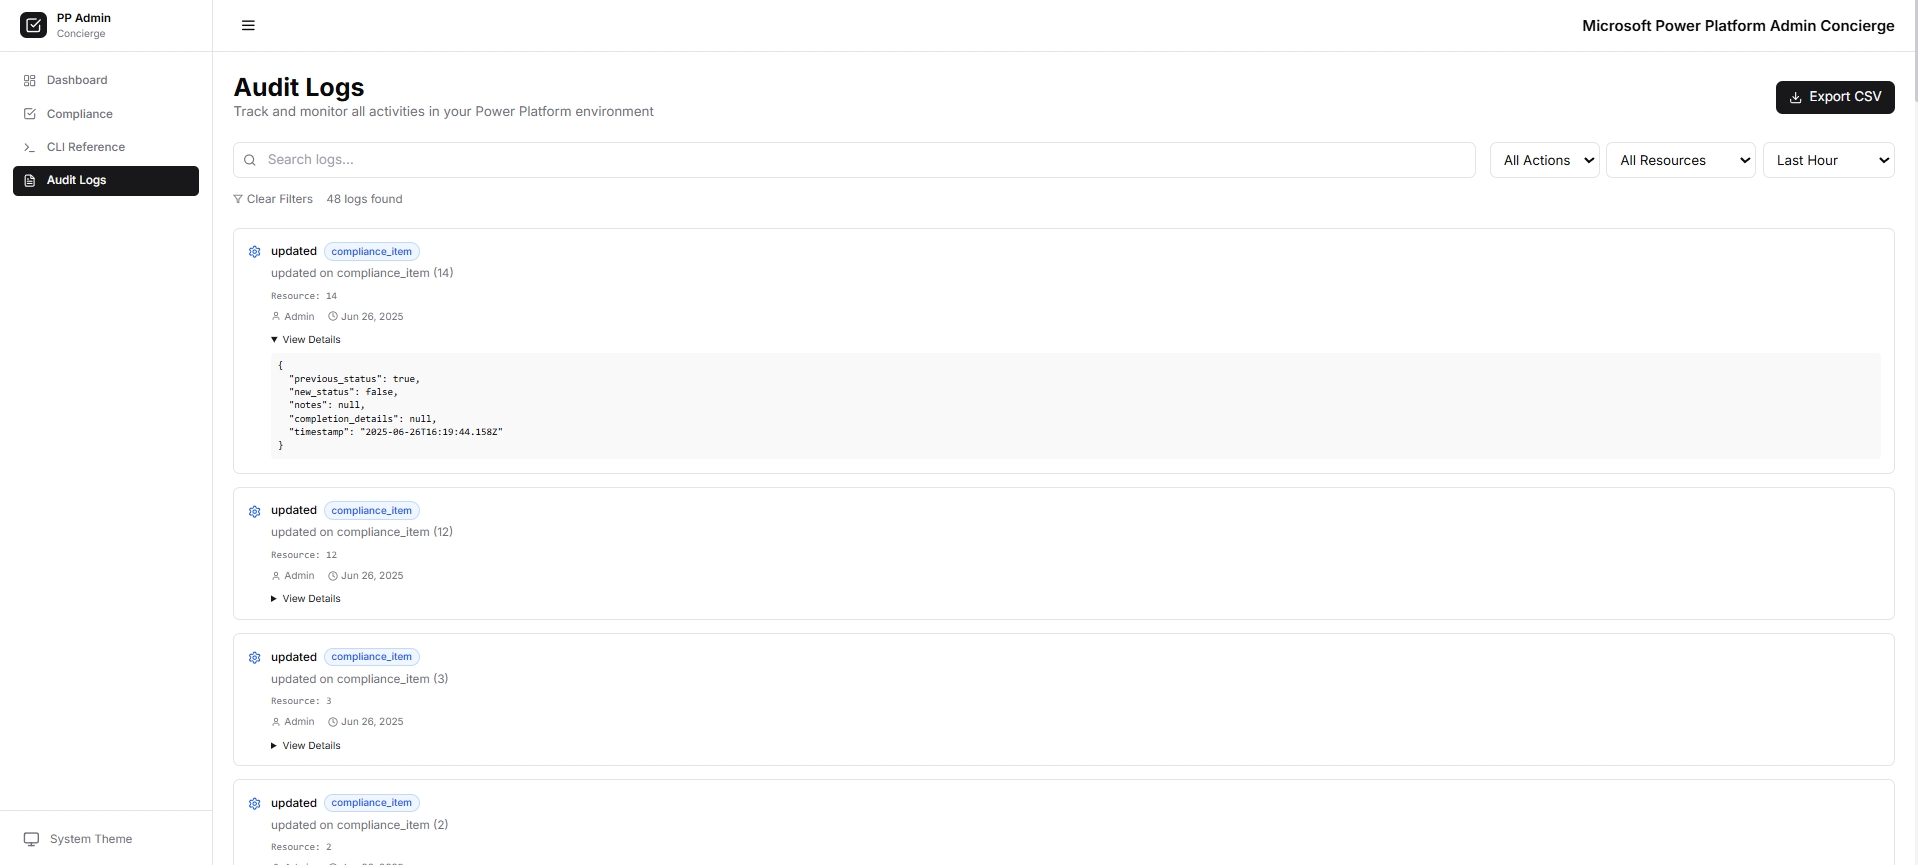 PP Admin
Concierge
Microsoft Power Platform Admin Concierge
Dashboard
Compliance
CLI Reference
Audit Logs
System Theme
Audit Logs
Track and monitor all activities in your Power Platform environment
Export CSV
Search logs...
All Actions
All Resources
Last Hour
Clear Filters 48 logs found
updated compliance_item
updated on compliance_item (14)
Resource: 14
Admin Jun 26, 2025
View Details
{
"previous_status": true,
"new_status": false,
"notes": null,
"completion_details": null,
"timestamp": "2025-06-26T16:19:44.158Z"
}
updated compliance_item
updated on compliance_item (12)
Resource: 12
Admin Jun 26, 2025
View Details
updated compliance_item
updated on compliance_item (3)
Resource: 3
Admin Jun 26, 2025
View Details
updated compliance_item
updated on compliance_item (2)
Resource: 2